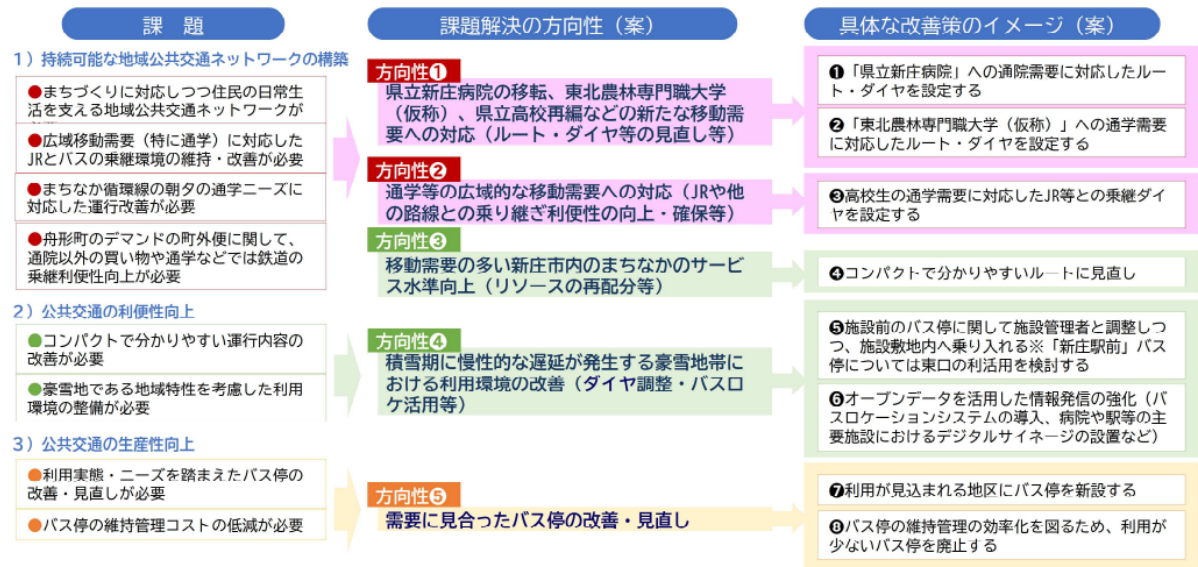 課　題
1）持続可能な地域公共交通ネットワークの構築
●まちづくりに対応しつつ住民の日常生
活を支える地域公共交通ネットワークが
●広域移動需要（特に通学）に対応した
JRとバスの乗継環境の維持・改善が必要
●まちなか循環線の朝夕の通学ニーズに
対応した運行改善が必要
●舟形町のデマンドの町外便に関して、
通院以外の買い物や通学などでは鉄道の
乗継利便性向上が必要
2）公共交通の利便性向上
●コンパクトで分かりやすい運行内容の
改善が必要
●豪雪地である地域特性を考慮した利用
環境の整備が必要
3）公共交通の生産性向上
●利用実態・ニーズを踏まえたバス停の
改善・見直しが必要
●バス停の維持管理コストの低減が必要
課題解決の方向性（案）
方向性❶
県立新庄病院の移転、東北農林専門職大学
（仮称）、県立高校再編などの新たな移動需
要への対応（ルート・ダイヤ等の見直し等）
方向性❷
通学等の広域的な移動需要への対応（JRや他
の路線との乗り継ぎ利便性の向上・確保等）
方向性❸
移動需要の多い新庄市内のまちなかのサービ
ス水準向上（リソースの再配分等）
方向性❹
積雪期に慢性的な遅延が発生する豪雪地帯に
おける利用環境の改善（ダイヤ調整・バスロ
ケ活用等）
方向性❺
需要に見合ったバス停の改善・見直し
具体な改善策のイメージ（案）
❶「県立新庄病院」への通院需要に対応したルー
ト・ダイヤを設定する
❷「東北農林専門職大学（仮称）」への通学需要
に対応したルート・ダイヤを設定する
❸高校生の通学需要に対応したJR等との乗継ダイ
ヤを設定する
❹コンパクトで分かりやすいルートに見直し
❺施設前のバス停に関して施設管理者と調整しつ
つ、施設敷地内へ乗り入れる※「新庄駅前」バス
停については東口の利活用を検討する
❻オープンデータを活用した情報発信の強化（バ
スロケーションシステムの導入、病院や駅等の主
要施設におけるデジタルサイネージの設置など）
❼利用が見込まれる地区にバス停を新設する
❽バス停の維持管理の効率化を図るため、利用が
少ないバス停を廃止する